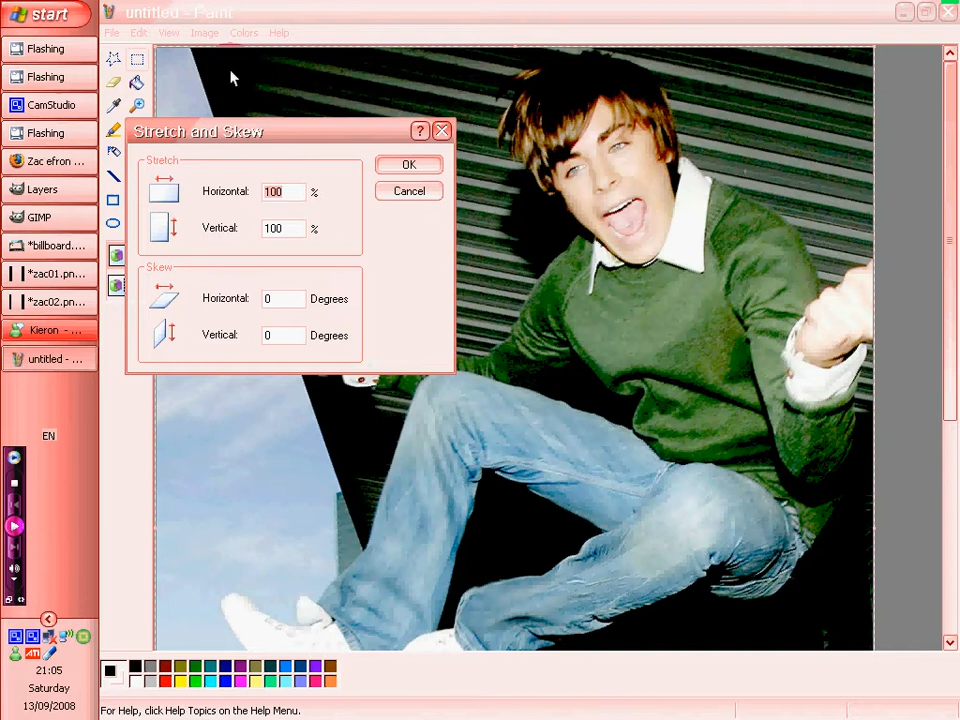 start
untitled - Paint
File Edit View Image Colors Help
Flashing
Flashing
CamStudio
Flashing
Zac efron ...
Layers
GIMP
*billboard....
*zac01.pn...
*zac02.pn...
Kieron - ...
untitled - ...
Stretch and Skew
Stretch
Horizontal: 100 %
Vertical: 100 %
OK
Cancel
Skew
Horizontal: 0 Degrees
Vertical: 0 Degrees
EN
ATI
21:05
Saturday
13/09/2008
For Help, click Help Topics on the Help Menu.